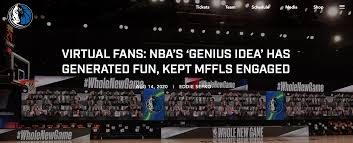 Tickets Team Schedule Media Shop
VIRTUAL FANS: NBA'S 'GENIUS IDEA' HAS
GENERATED FUN, KEPT MFFLS ENGAGED
AUG 14, 2020 | EDDIE SEFKO
#WholeNewGame
#WholeNewGame
#WHOLENEWGAME
WHOLE NEW GAME